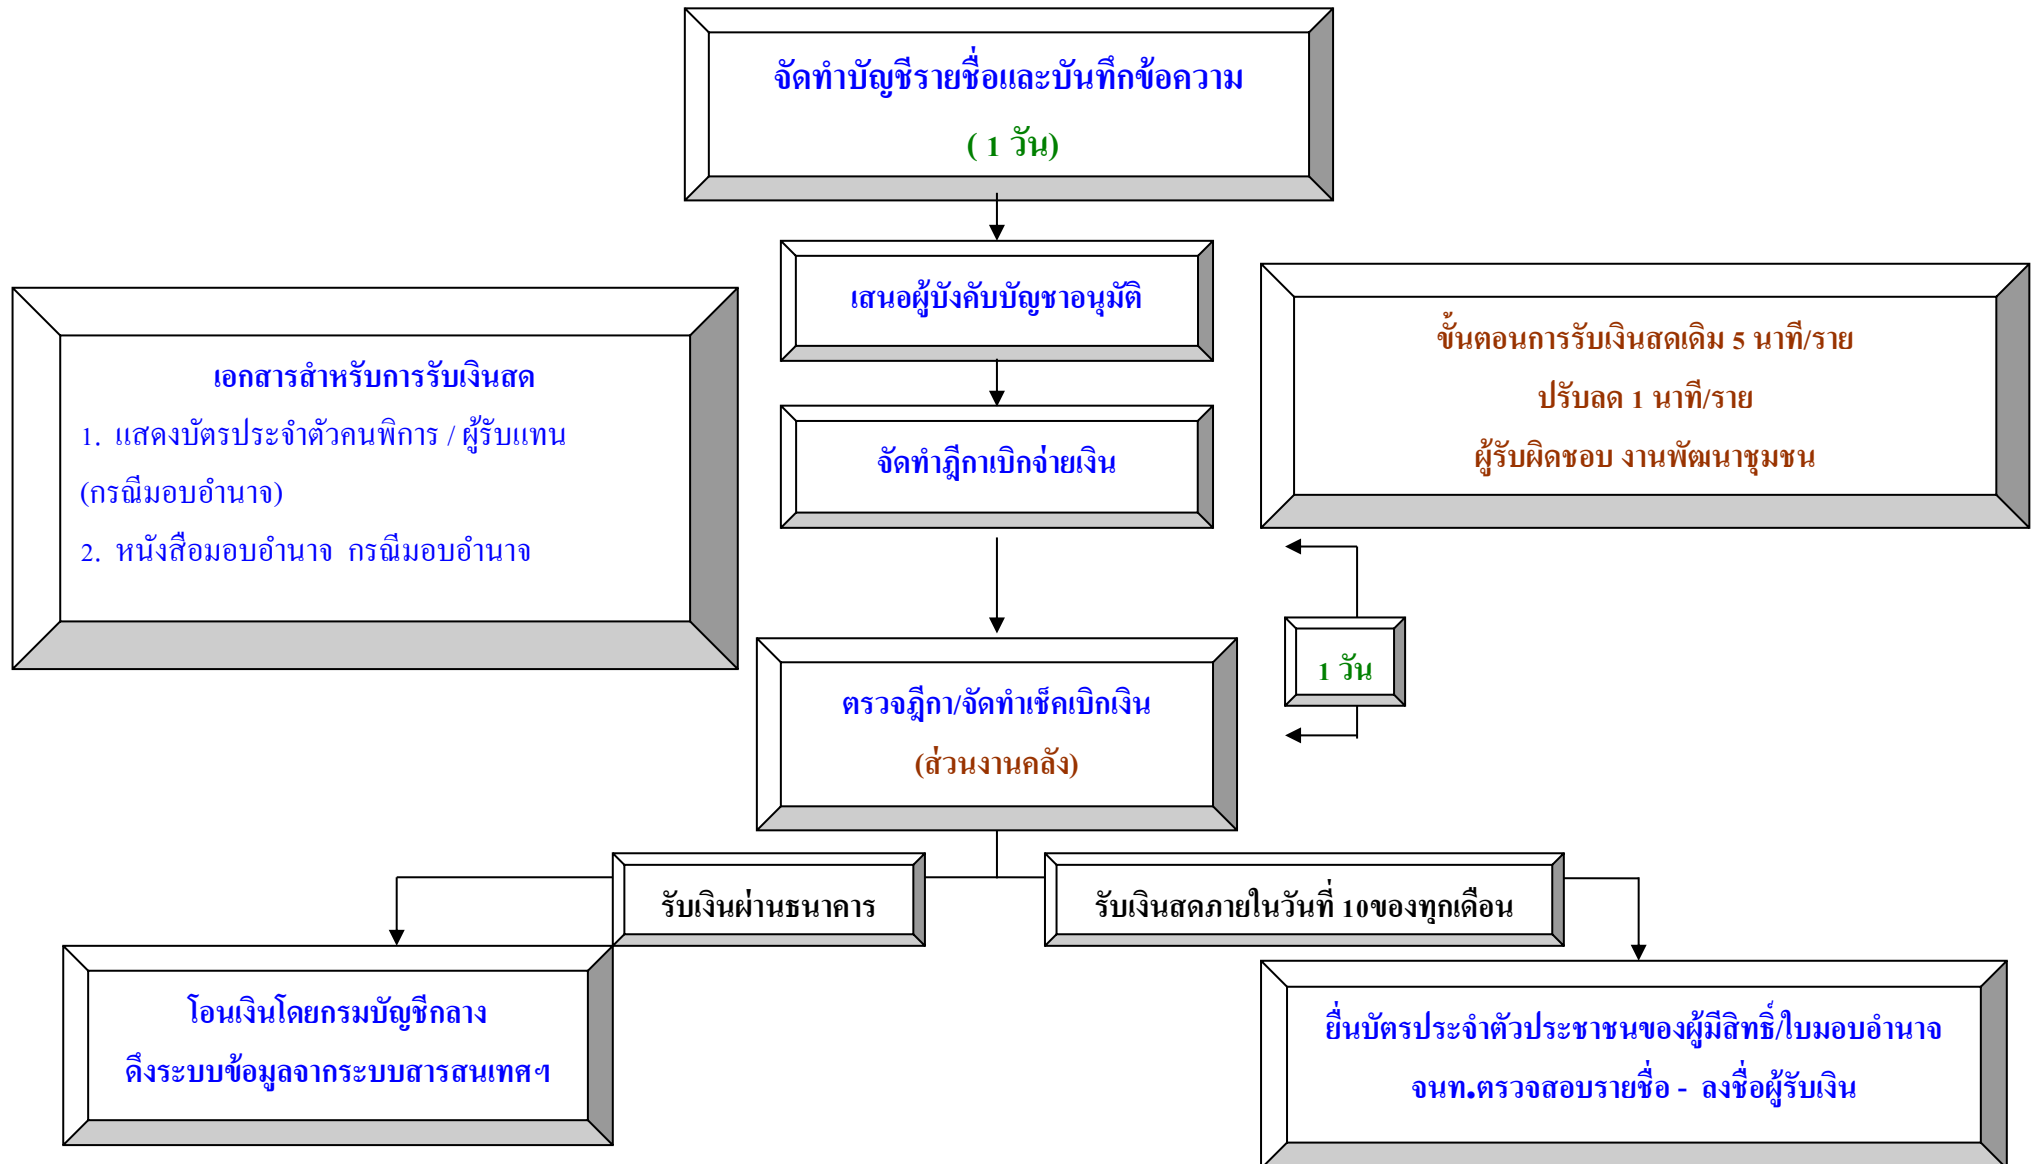 จัดทำบัญชีรายชื่อและบันทึกข้อความ
( 1 วัน)
เสนอผู้บังคับบัญชาอนุมัติ
เอกสารสำหรับการรับเงินสด
1. แสดงบัตรประจำตัวคนพิการ / ผู้รับแทน
(กรณีมอบอำนาจ)
2. หนังสือมอบอำนาจ กรณีมอบอำนาจ
จัดทำฎีกาเบิกจ่ายเงิน
ขั้นตอนการรับเงินสดเดิม 5 นาที/ราย
ปรับลด 1 นาที/ราย
ผู้รับผิดชอบ งานพัฒนาชุมชน
1 วัน
ตรวจฎีกา/จัดทำเช็คเบิกเงิน
(ส่วนงานคลัง)
รับเงินผ่านธนาคาร
รับเงินสดภายในวันที่ 10ของทุกเดือน
โอนเงินโดยกรมบัญชีกลาง
ดึงระบบข้อมูลจากระบบสารสนเทศฯ
ยื่นบัตรประจำตัวประชาชนของผู้มีสิทธิ์/ใบมอบอำนาจ
จนท.ตรวจสอบรายชื่อ - ลงชื่อผู้รับเงิน